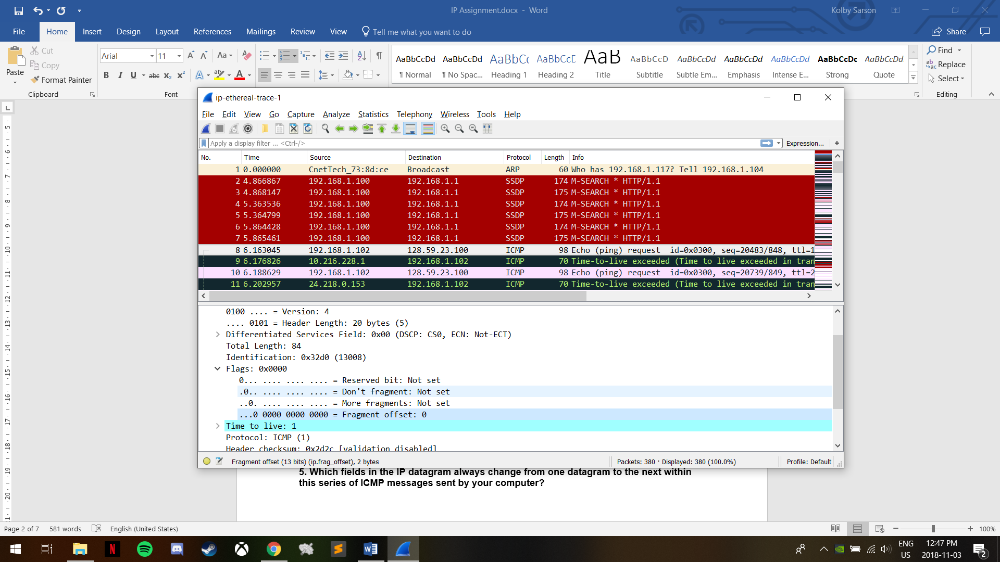 IP Assignment.docx - Word
Kolby Sarson
File Home Insert Design Layout References Mailings Review View Tell me what you want to do
Share
Paste
Cut
Copy
Format Painter
Clipboard
Arial 11
Font
AaBbCcDd AaBbCcDd AaBbCc AaBbCcD AaB AaBbCcD AaBbCcDd AaBbCcDd AaBbCcDd AaBbCcDc AaBbCcDd
¶ Normal ¶ No Spac... Heading 1 Heading 2 Title Subtitle Subtle Em... Emphasis Intense E... Strong Quote
Find
Replace
Select
Editing
ip-ethereal-trace-1
File Edit View Go Capture Analyze Statistics Telephony Wireless Tools Help
Apply a display filter ... <Ctrl-/>
Expression... +
No. Time Source Destination Protocol Length Info
1 0.000000 CnetTech_73:8d:ce Broadcast ARP 60 Who has 192.168.1.117? Tell 192.168.1.104
2 4.866867 192.168.1.100 192.168.1.1 SSDP 174 M-SEARCH * HTTP/1.1
3 4.868147 192.168.1.100 192.168.1.1 SSDP 175 M-SEARCH * HTTP/1.1
4 5.363536 192.168.1.100 192.168.1.1 SSDP 174 M-SEARCH * HTTP/1.1
5 5.364799 192.168.1.100 192.168.1.1 SSDP 175 M-SEARCH * HTTP/1.1
6 5.864428 192.168.1.100 192.168.1.1 SSDP 174 M-SEARCH * HTTP/1.1
7 5.865461 192.168.1.100 192.168.1.1 SSDP 175 M-SEARCH * HTTP/1.1
8 6.163045 192.168.1.102 128.59.23.100 ICMP 98 Echo (ping) request id=0x0300, seq=20483/848, ttl=1
9 6.176826 10.216.228.1 192.168.1.102 ICMP 70 Time-to-live exceeded (Time to live exceeded in tran
10 6.188629 192.168.1.102 128.59.23.100 ICMP 98 Echo (ping) request id=0x0300, seq=20739/849, ttl=2
11 6.202957 24.218.0.153 192.168.1.102 ICMP 70 Time-to-live exceeded (Time to live exceeded in tran
0100 .... = Version: 4
.... 0101 = Header Length: 20 bytes (5)
Differentiated Services Field: 0x00 (DSCP: CS0, ECN: Not-ECT)
Total Length: 84
Identification: 0x32d0 (13008)
Flags: 0x0000
0... .... .... .... = Reserved bit: Not set
.0.. .... .... .... = Don't fragment: Not set
..0. .... .... .... = More fragments: Not set
...0 0000 0000 0000 = Fragment offset: 0
Time to live: 1
Protocol: ICMP (1)
Header checksum: 0x2d2c [validation disabled]
Fragment offset (13 bits) (ip.frag_offset), 2 bytes
Packets: 380 · Displayed: 380 (100.0%)
Profile: Default
5. Which fields in the IP datagram always change from one datagram to the next within
this series of ICMP messages sent by your computer?
Page 2 of 7 581 words English (United States)
100%
ENG
US
12:47 PM
2018-11-03
2